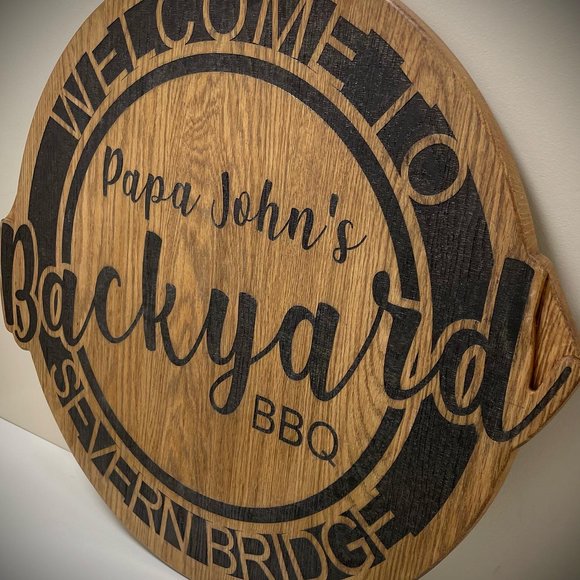 WELCOME TO
Papa John's
Backyard
BBQ
SEVERN BRIDGE